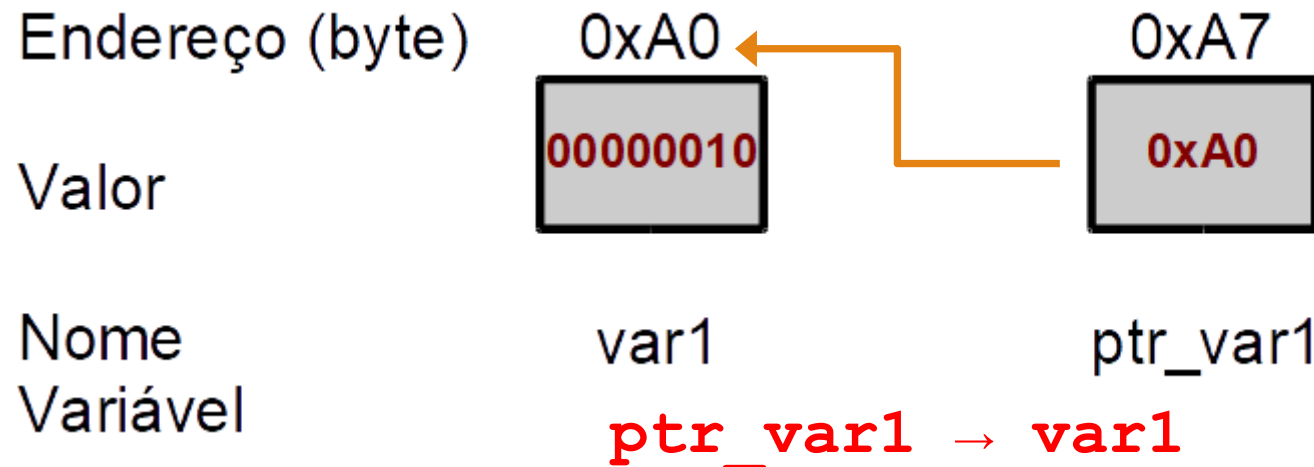 Endereço (byte) 0xA0 0xA7
00000010 0xA0
Valor
Nome var1 ptr_var1
Variável
ptr_var1 → var1